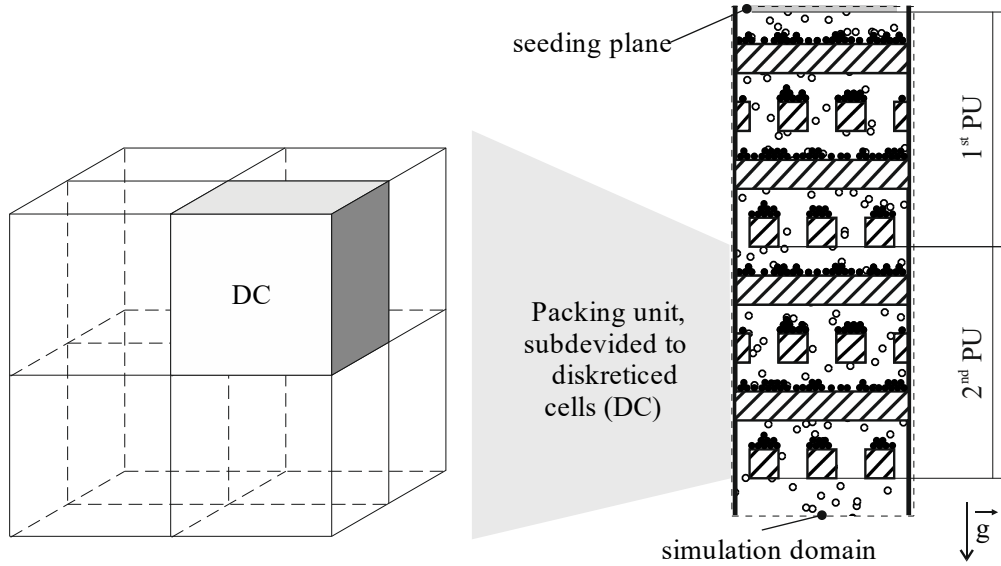 seeding plane
1st PU
DC
Packing unit,
subdevided to
diskreticed
cells (DC)
2nd PU
g
simulation domain